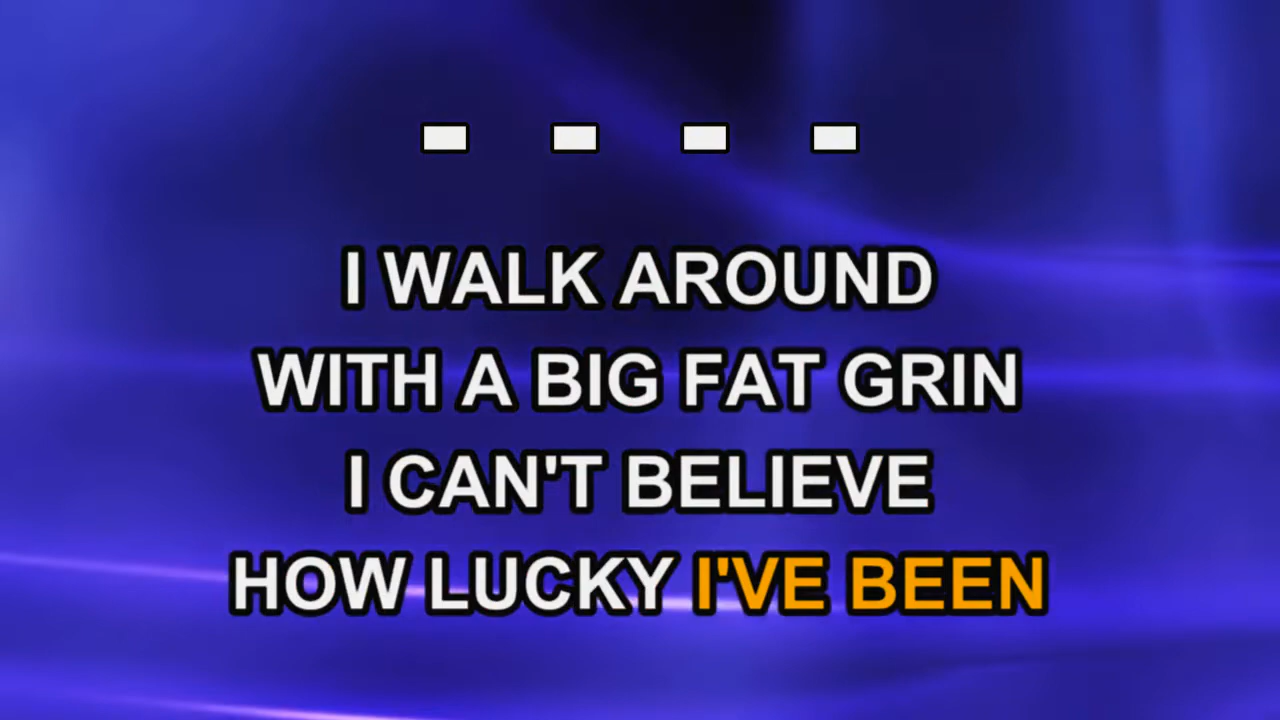 I WALK AROUND
WITH A BIG FAT GRIN
I CAN'T BELIEVE
HOW LUCKY I'VE BEEN